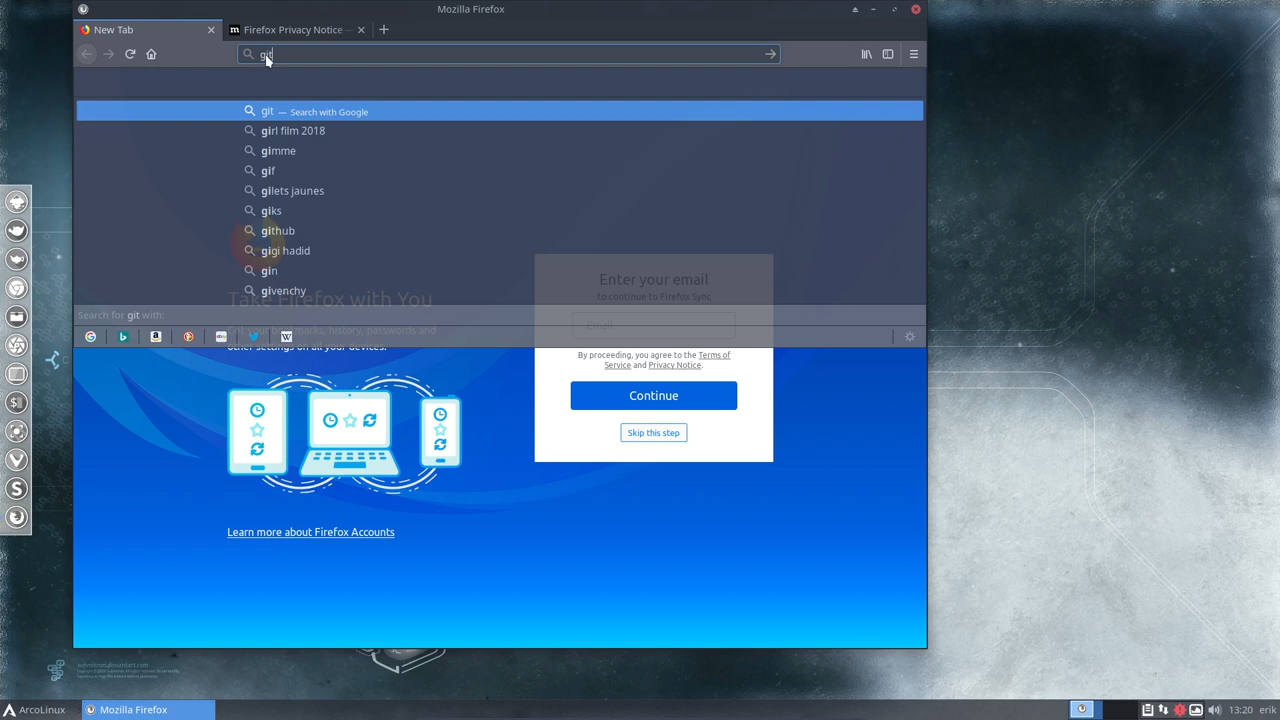 Mozilla Firefox
New Tab
Firefox Privacy Notice
git
git — Search with Google
girl film 2018
gimme
gif
gilets jaunes
giks
github
gigi hadid
gin
givenchy
Search for git with:
Take Firefox with You
other settings on all your devices.
Learn more about Firefox Accounts
Enter your email
to continue to Firefox Sync
Email
By proceeding, you agree to the Terms of
Service and Privacy Notice.
Continue
Skip this step
ArcoLinux
Mozilla Firefox
13:20 erik